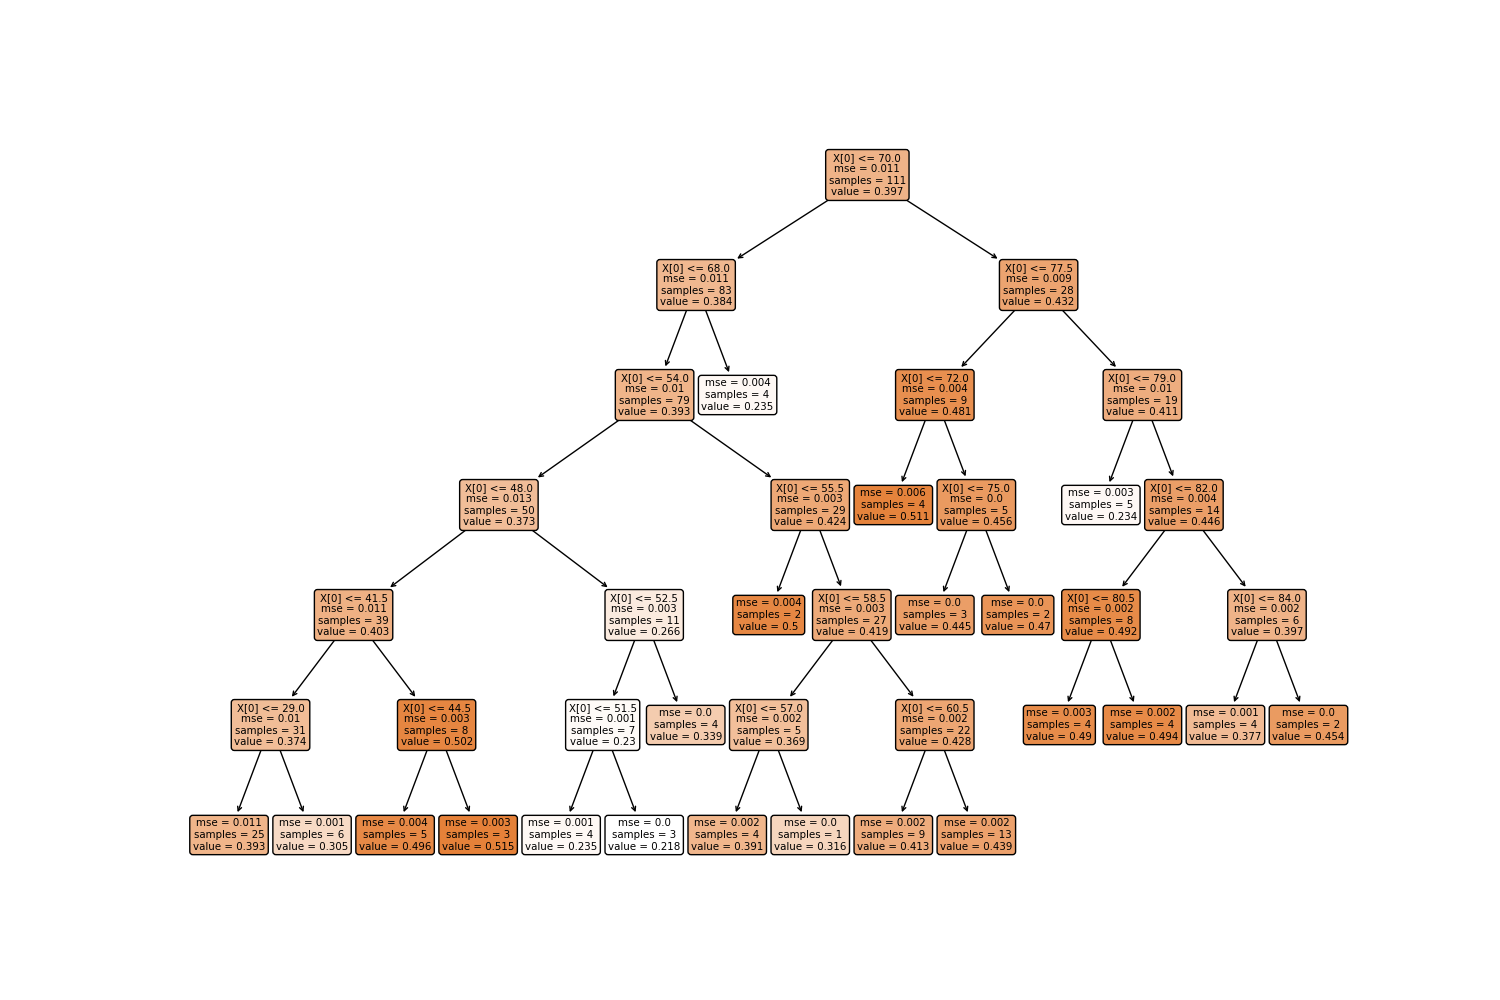 X[0] <= 70.0
mse = 0.011
samples = 111
value = 0.397
X[0] <= 68.0
mse = 0.011
samples = 83
value = 0.384
X[0] <= 77.5
mse = 0.009
samples = 28
value = 0.432
X[0] <= 54.0
mse = 0.01
samples = 79
value = 0.393
mse = 0.004
samples = 4
value = 0.235
X[0] <= 72.0
mse = 0.004
samples = 9
value = 0.481
X[0] <= 79.0
mse = 0.01
samples = 19
value = 0.411
X[0] <= 48.0
mse = 0.013
samples = 50
value = 0.373
X[0] <= 55.5
mse = 0.003
samples = 29
value = 0.424
mse = 0.006
samples = 4
value = 0.511
X[0] <= 75.0
mse = 0.0
samples = 5
value = 0.456
mse = 0.003
samples = 5
value = 0.234
X[0] <= 82.0
mse = 0.004
samples = 14
value = 0.446
X[0] <= 41.5
mse = 0.011
samples = 39
value = 0.403
X[0] <= 52.5
mse = 0.003
samples = 11
value = 0.266
mse = 0.004
samples = 2
value = 0.5
X[0] <= 58.5
mse = 0.003
samples = 27
value = 0.419
mse = 0.0
samples = 3
value = 0.445
mse = 0.0
samples = 2
value = 0.47
X[0] <= 80.5
mse = 0.002
samples = 8
value = 0.492
X[0] <= 84.0
mse = 0.002
samples = 6
value = 0.397
X[0] <= 29.0
mse = 0.01
samples = 31
value = 0.374
X[0] <= 44.5
mse = 0.003
samples = 8
value = 0.502
X[0] <= 51.5
mse = 0.001
samples = 7
value = 0.23
mse = 0.0
samples = 4
value = 0.339
X[0] <= 57.0
mse = 0.002
samples = 5
value = 0.369
X[0] <= 60.5
mse = 0.002
samples = 22
value = 0.428
mse = 0.003
samples = 4
value = 0.49
mse = 0.002
samples = 4
value = 0.494
mse = 0.001
samples = 4
value = 0.377
mse = 0.0
samples = 2
value = 0.454
mse = 0.011
samples = 25
value = 0.393
mse = 0.001
samples = 6
value = 0.305
mse = 0.004
samples = 5
value = 0.496
mse = 0.003
samples = 3
value = 0.515
mse = 0.001
samples = 4
value = 0.235
mse = 0.0
samples = 3
value = 0.218
mse = 0.002
samples = 4
value = 0.391
mse = 0.0
samples = 1
value = 0.316
mse = 0.002
samples = 9
value = 0.413
mse = 0.002
samples = 13
value = 0.439